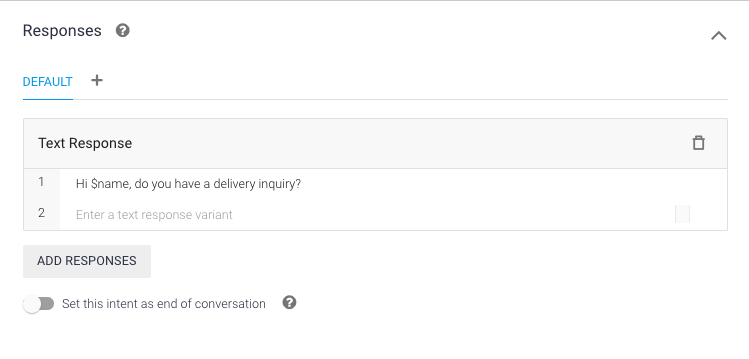 Responses
DEFAULT
Text Response
1 Hi $name, do you have a delivery inquiry?
2 Enter a text response variant
ADD RESPONSES
Set this intent as end of conversation